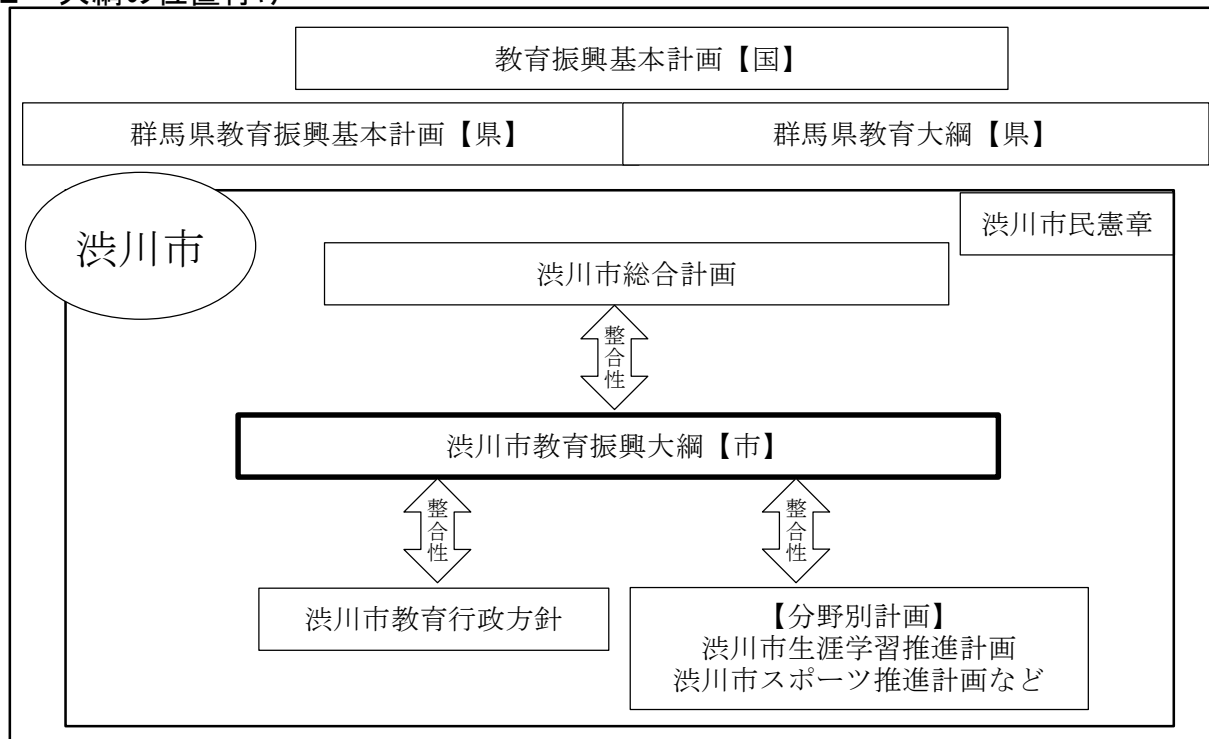 教育振興基本計画【国】
群馬県教育振興基本計画【県】
群馬県教育大綱【県】
渋川市
渋川市民憲章
渋川市総合計画
整合性
渋川市教育振興大綱【市】
整合性
整合性
渋川市教育行政方針
【分野別計画】
渋川市生涯学習推進計画
渋川市スポーツ推進計画など